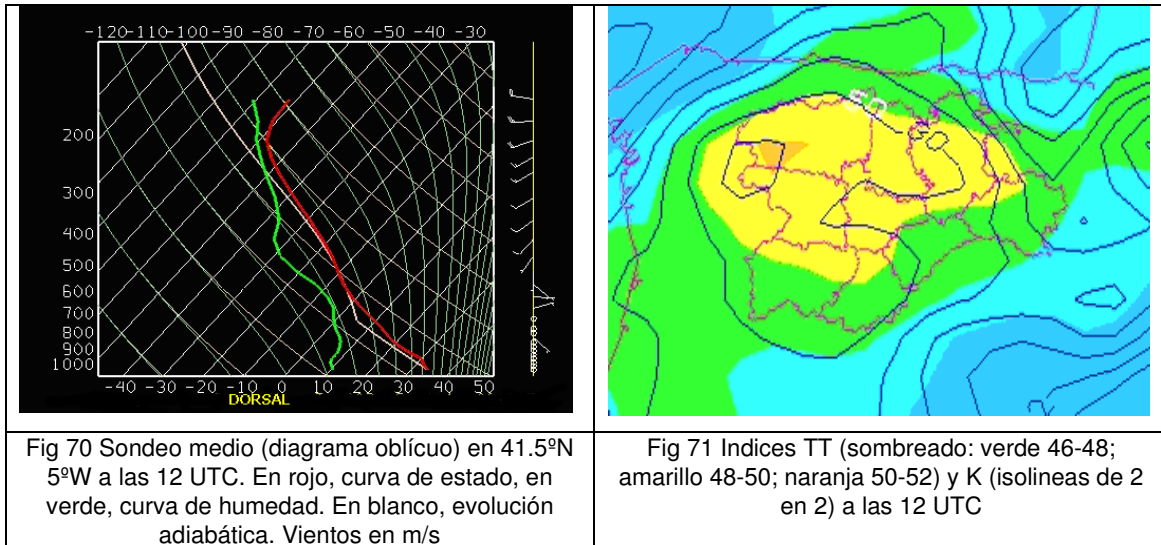 -120-110-100-90 -80 -70 -60 -50 -40 -30
200
300
400
500
600
700
800
900
1000
-40 -30 -20 -10 0 10 20 30 40 50
DORSAL
Fig 70 Sondeo medio (diagrama oblícuo) en 41.5ºN
5ºW a las 12 UTC. En rojo, curva de estado, en
verde, curva de humedad. En blanco, evolución
adiabática. Vientos en m/s
Fig 71 Indices TT (sombreado: verde 46-48;
amarillo 48-50; naranja 50-52) y K (isolineas de 2
en 2) a las 12 UTC